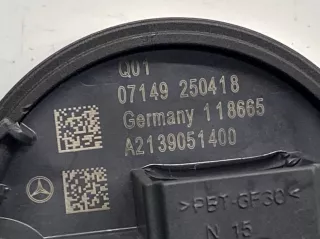 Q01
07149 250418
Germany 118665
A2139051400
>PBT-GF30<
N 15